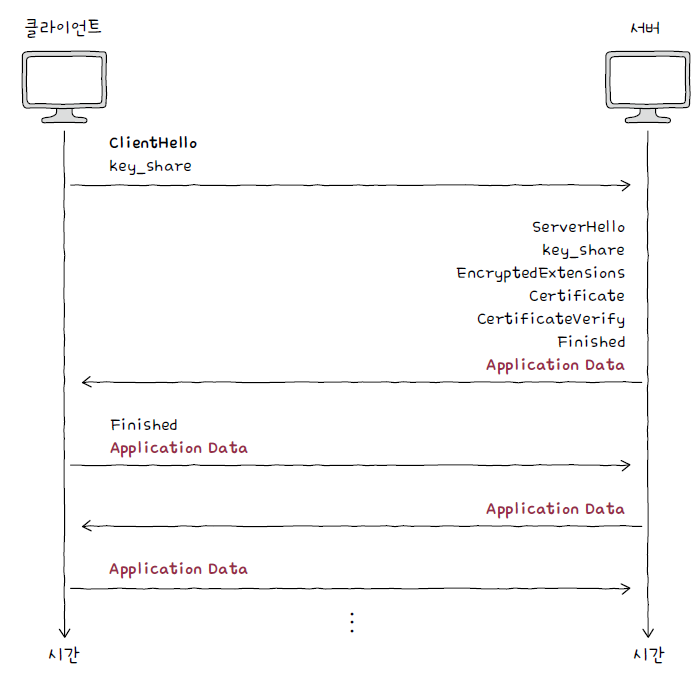 클라이언트
서버
ClientHello
key_share
ServerHello
key_share
EncryptedExtensions
Certificate
CertificateVerify
Finished
Application Data
Finished
Application Data
Application Data
Application Data
시간
시간